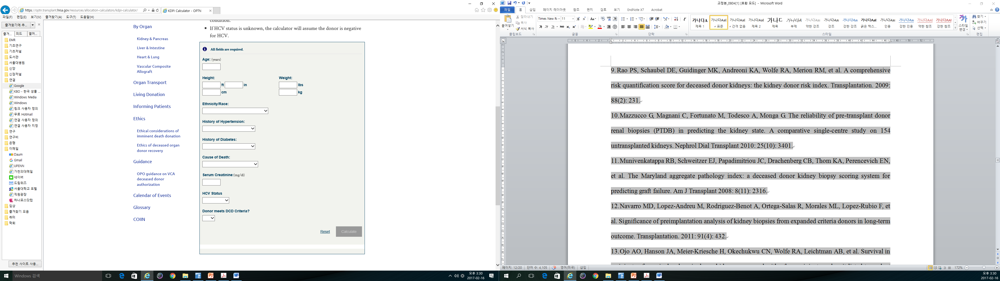 https://optn.transplant.hrsa.gov/resources/allocation-calculators/kdpi-calculator/
KDPI Calculator - OPTN
파일(F) 편집(E) 보기(V) 즐겨찾기(A) 도구(T) 도움말(H)
즐겨찾기에 추...
즐겨... 피드 열어...
EMR
기초연구
기초저널
도서관
서울대병원
신앙
신장저널
연결
Google
KBO - 한국 생물 ...
Windows Media
Windows
링크 사용자 정의
무료 Hotmail
연결 사용자 정의
연결 사용자 지정
연구
연구비
은행
이메일
Daum
Gmail
UPENN
가천의대메일
네이버
드림위즈
서울대학교 포털
직원광장
하나포스닷컴
임상
즐겨찾기 모음
취미
학회
추천 사이트 사용...
By Organ
Kidney & Pancreas
Liver & Intestine
Heart & Lung
Vascular Composite
Allograft
Organ Transport
Living Donation
Informing Patients
Ethics
Ethical considerations of
imminent death donation
Ethics of deceased organ
donor recovery
Guidance
OPO guidance on VCA
deceased donor
authorization
Calendar of Events
Glossary
COIIN
condition.
If HCV status is unknown, the calculator will assume the donor is negative
for HCV.
All fields are required.
Age: (years)
Height: Weight:
ft in lbs
cm kg
Ethnicity/Race:
History of Hypertension:
History of Diabetes:
Cause of Death:
Serum Creatinine:(mg/dl)
HCV Status
Donor meets DCD Criteria?
Reset Calculate
Windows 검색
오후 3:30
2017-02-16
교정본_0804[1] [호환 모드] - Microsoft Word
파일 홈 삽입 페이지 레이아웃 참조 편지 검토 보기 EndNote X7 Acrobat
붙여넣기
잘라내기
복사
서식 복사
클립보드
Times New R 11
글꼴
단락
가나다A 가나다AaB 가나다AaBb 가나다AaB 가나드 가나다A 가나다Aa 가나다Aa 가나다Aa 가나다AaB 가나다Aa 가나다Aa 가나다AAE 가나다AAI
제목 1 표준 간격 없음 제목 2 제목 부제 약한 강조 강조 강한 강조 굵은 텍스... 인용 강한 인용 약한 참조 강한 참조
스타일
변경
스타일
찾기
바꾸기
선택
편집
9. Rao PS, Schaubel DE, Guidinger MK, Andreoni KA, Wolfe RA, Merion RM, et al. A comprehensive
risk quantification score for deceased donor kidneys: the kidney donor risk index. Transplantation. 2009:
88(2): 231.
10. Mazzucco G, Magnani C, Fortunato M, Todesco A, Monga G. The reliability of pre-transplant donor
renal biopsies (PTDB) in predicting the kidney state. A comparative single-centre study on 154
untransplanted kidneys. Nephrol Dial Transplant 2010: 25(10): 3401.
11. Munivenkatappa RB, Schweitzer EJ, Papadimitriou JC, Drachenberg CB, Thom KA, Perencevich EN,
et al. The Maryland aggregate pathology index: a deceased donor kidney biopsy scoring system for
predicting graft failure. Am J Transplant 2008: 8(11): 2316.
12. Navarro MD, Lopez-Andreu M, Rodriguez-Benot A, Ortega-Salas R, Morales ML, Lopez-Rubio F, et
al. Significance of preimplantation analysis of kidney biopsies from expanded criteria donors in long-term
outcome. Transplantation. 2011: 91(4): 432.
13. Ojo AO, Hanson JA, Meier-Kriesche H, Okechukwu CN, Wolfe RA, Leichtman AB, et al. Survival in
페이지: 12/20 단어 수: 4,105 영어(미국) 삽입
172%
오후 3:30
2017-02-16